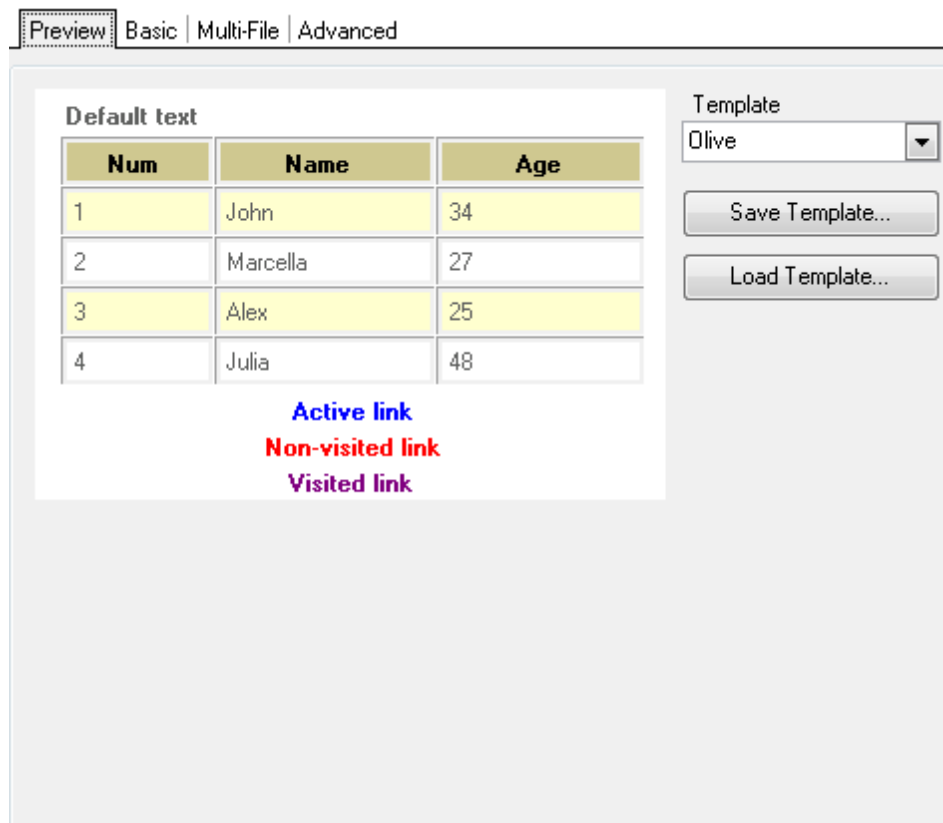 Preview Basic Multi-File Advanced
Default text
Template
Olive
Num Name Age
1 John 34
2 Marcella 27
3 Alex 25
4 Julia 48
Save Template...
Load Template...
Active link
Non-visited link
Visited link